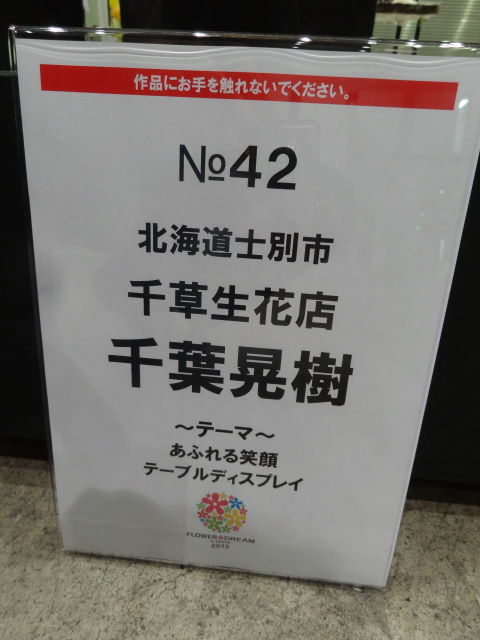 作品にお手を触れないでください。
№42
北海道士別市
千草生花店
千葉晃樹
～テーマ～
あふれる笑顔
テーブルディスプレイ
FLOWER DREAM
2012